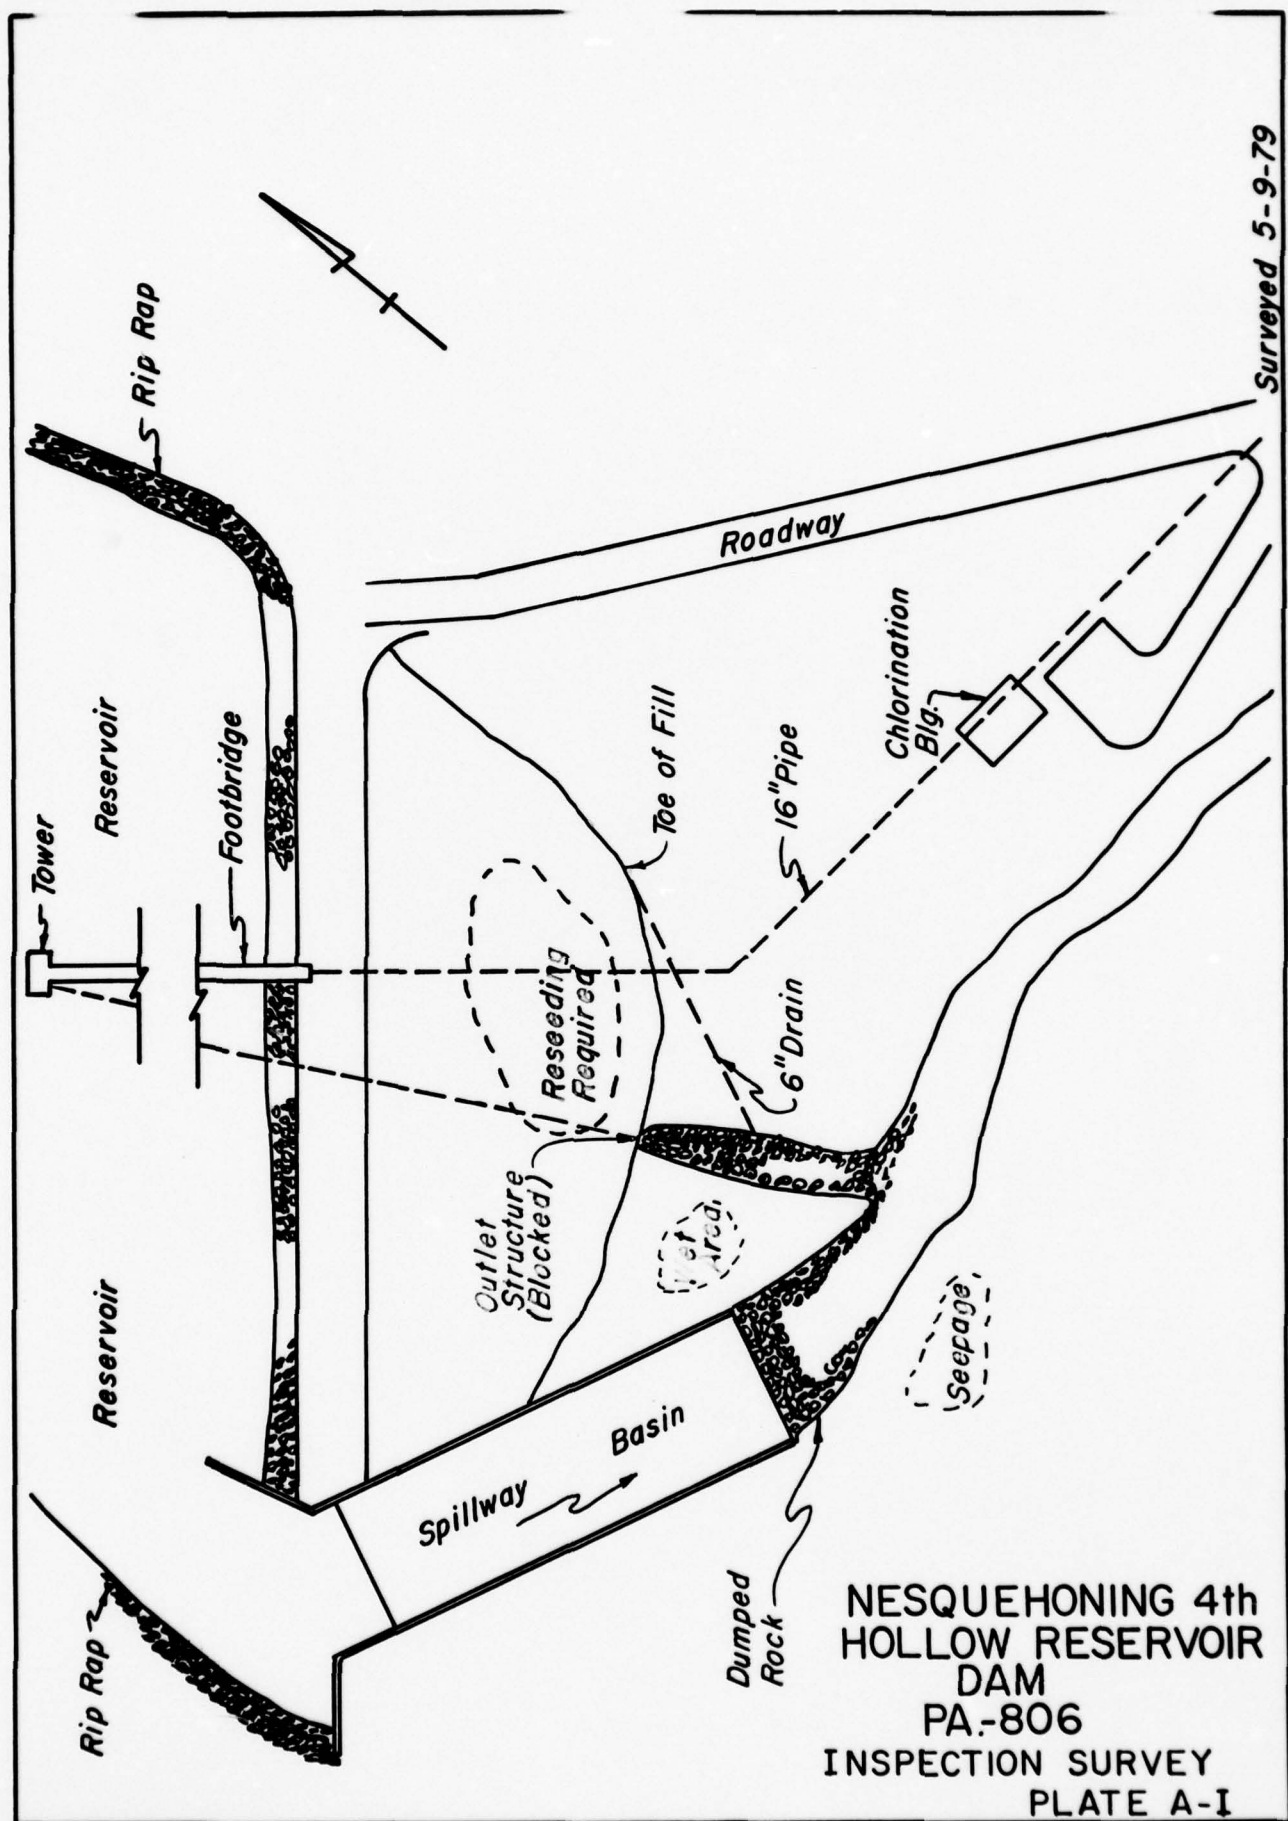 Surveyed 5-9-79
Rip Rap
Tower
Reservoir
Footbridge
Roadway
Chlorination
Blg.
Toe of Fill
16"Pipe
Reseeding
Required
6"Drain
Outlet
Structure
(Blocked)
Wet
Area
Reservoir
Seepage
Spillway
Basin
Rip Rap
Dumped
Rock
NESQUEHONING 4th
HOLLOW RESERVOIR
DAM
PA.-806
INSPECTION SURVEY
PLATE A-I